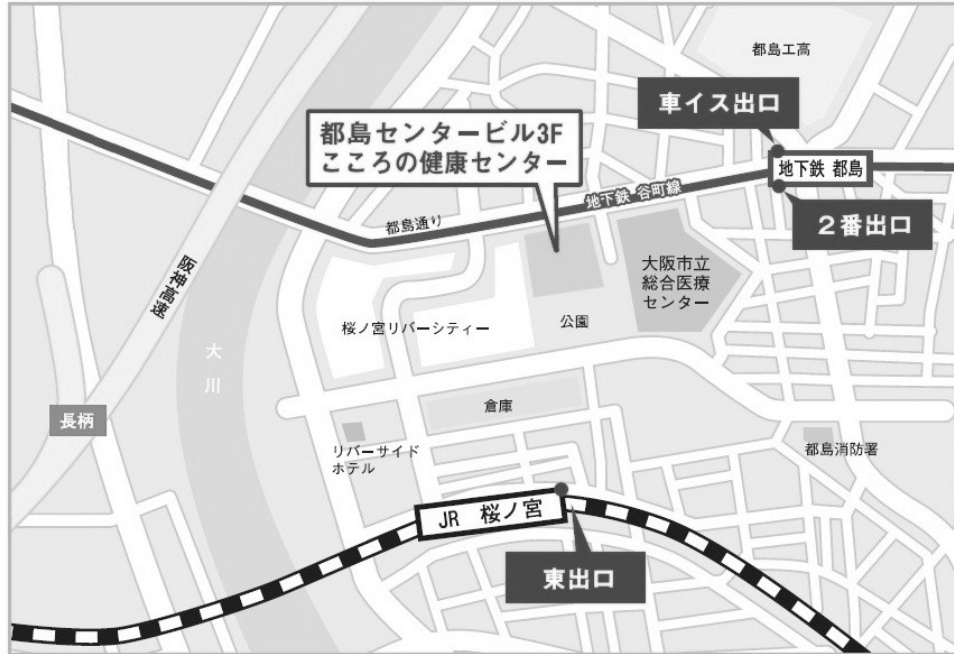 都島工高
車イス出口
都島センタービル3F
こころの健康センター
地下鉄 都島
地下鉄 谷町線
都島通り
2番出口
阪神高速
大阪市立
総合医療
センター
桜ノ宮リバーシティー
公園
大川
長柄
倉庫
リバーサイド
ホテル
都島消防署
JR 桜ノ宮
東出口